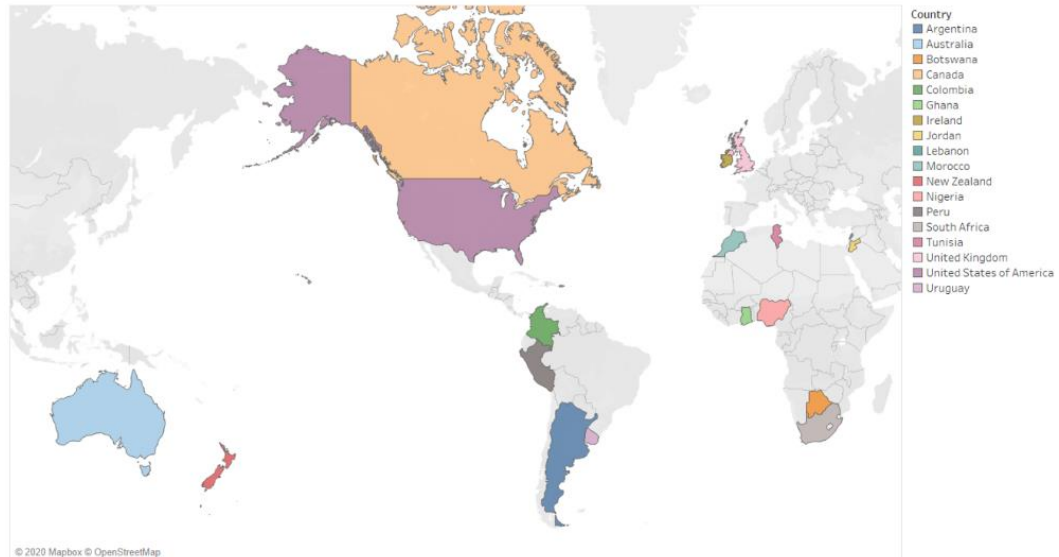 Country
Argentina
Australia
Botswana
Canada
Colombia
Ghana
Ireland
Jordan
Lebanon
Morocco
New Zealand
Nigeria
Peru
South Africa
Tunisia
United Kingdom
United States of America
Uruguay
© 2020 Mapbox © OpenStreetMap